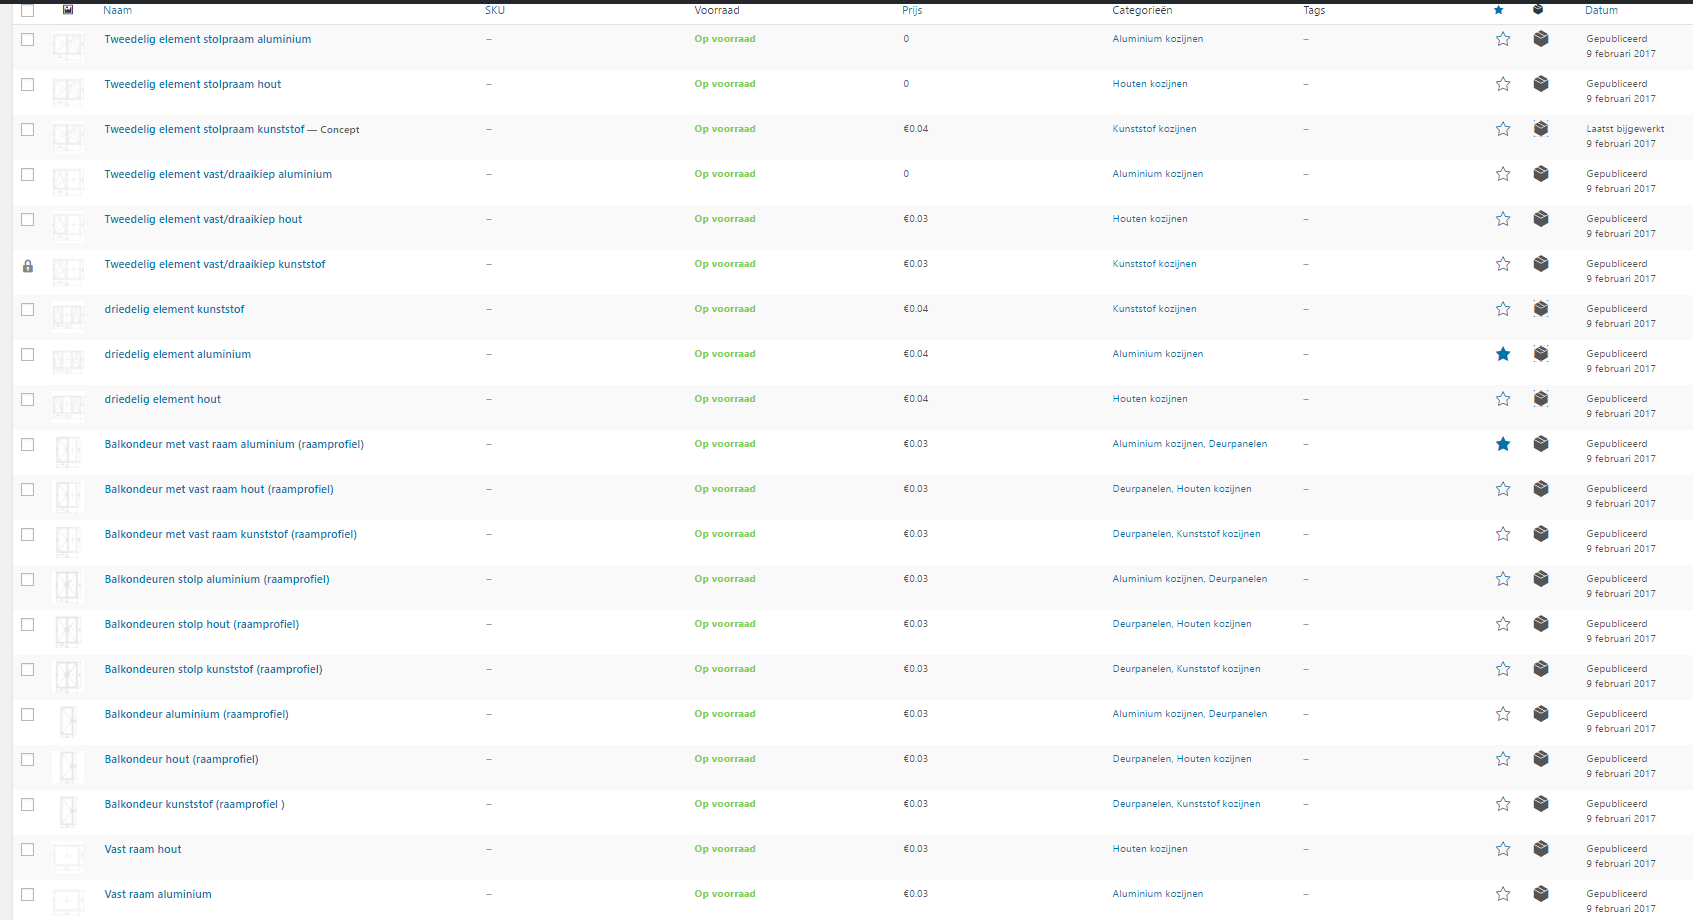 Naam SKU Voorraad Prijs Categorieën Tags Datum
Tweedelig element stolpraam aluminium – Op voorraad 0 Aluminium kozijnen – Gepubliceerd
9 februari 2017
Tweedelig element stolpraam hout – Op voorraad 0 Houten kozijnen – Gepubliceerd
9 februari 2017
Tweedelig element stolpraam kunststof — Concept – Op voorraad €0.04 Kunststof kozijnen – Laatst bijgewerkt
9 februari 2017
Tweedelig element vast/draaikiep aluminium – Op voorraad 0 Aluminium kozijnen – Gepubliceerd
9 februari 2017
Tweedelig element vast/draaikiep hout – Op voorraad €0.03 Houten kozijnen – Gepubliceerd
9 februari 2017
Tweedelig element vast/draaikiep kunststof – Op voorraad €0.03 Kunststof kozijnen – Gepubliceerd
9 februari 2017
driedelig element kunststof – Op voorraad €0.04 Kunststof kozijnen – Gepubliceerd
9 februari 2017
driedelig element aluminium – Op voorraad €0.04 Aluminium kozijnen – Gepubliceerd
9 februari 2017
driedelig element hout – Op voorraad €0.04 Houten kozijnen – Gepubliceerd
9 februari 2017
Balkondeur met vast raam aluminium (raamprofiel) – Op voorraad €0.03 Aluminium kozijnen, Deurpanelen – Gepubliceerd
9 februari 2017
Balkondeur met vast raam hout (raamprofiel) – Op voorraad €0.03 Deurpanelen, Houten kozijnen – Gepubliceerd
9 februari 2017
Balkondeur met vast raam kunststof (raamprofiel) – Op voorraad €0.03 Deurpanelen, Kunststof kozijnen – Gepubliceerd
9 februari 2017
Balkondeuren stolp aluminium (raamprofiel) – Op voorraad €0.03 Aluminium kozijnen, Deurpanelen – Gepubliceerd
9 februari 2017
Balkondeuren stolp hout (raamprofiel) – Op voorraad €0.03 Deurpanelen, Houten kozijnen – Gepubliceerd
9 februari 2017
Balkondeuren stolp kunststof (raamprofiel) – Op voorraad €0.03 Deurpanelen, Kunststof kozijnen – Gepubliceerd
9 februari 2017
Balkondeur aluminium (raamprofiel) – Op voorraad €0.03 Aluminium kozijnen, Deurpanelen – Gepubliceerd
9 februari 2017
Balkondeur hout (raamprofiel) – Op voorraad €0.03 Deurpanelen, Houten kozijnen – Gepubliceerd
9 februari 2017
Balkondeur kunststof (raamprofiel ) – Op voorraad €0.03 Deurpanelen, Kunststof kozijnen – Gepubliceerd
9 februari 2017
Vast raam hout – Op voorraad €0.03 Houten kozijnen – Gepubliceerd
9 februari 2017
Vast raam aluminium – Op voorraad €0.03 Aluminium kozijnen – Gepubliceerd
9 februari 2017